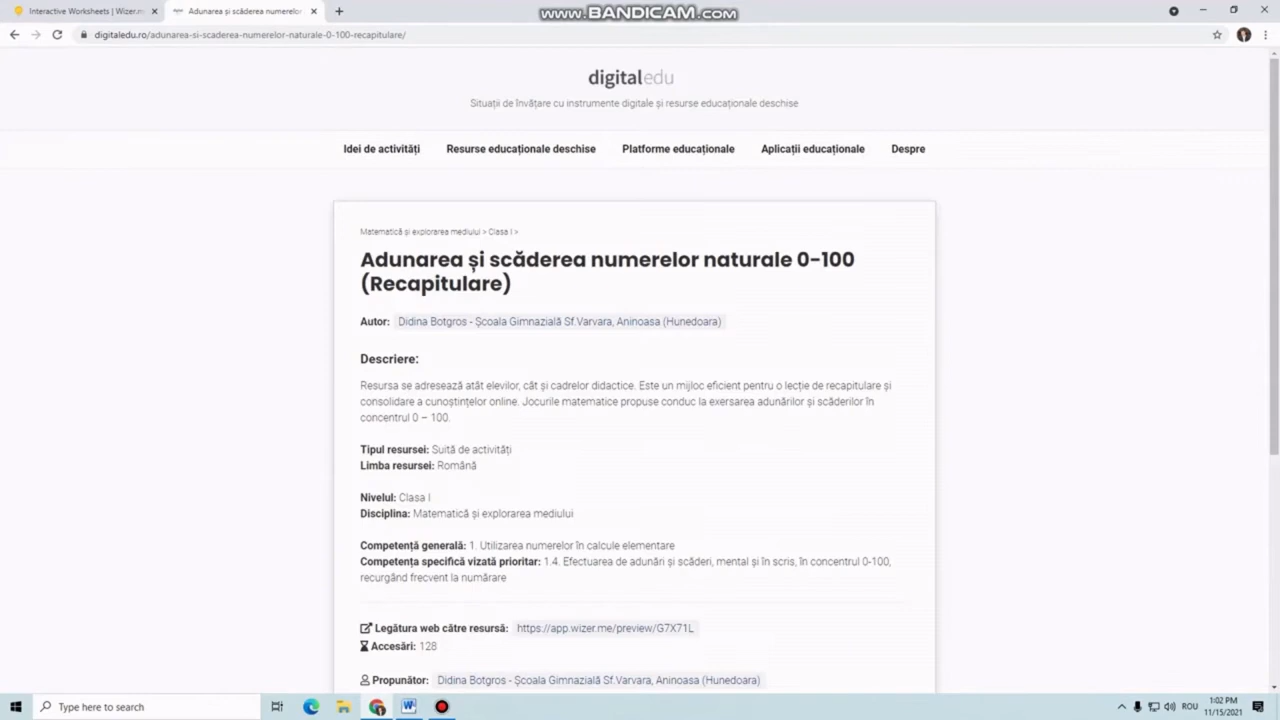 Interactive Worksheets | Wizer.m
Adunarea și scăderea numerelor
www.BANDICAM.com
digitaledu.ro/adunarea-si-scaderea-numerelor-naturale-0-100-recapitulare/
digitaledu
Situații de învățare cu instrumente digitale și resurse educaționale deschise
Idei de activități Resurse educaționale deschise Platforme educaționale Aplicații educaționale Despre
Matematică și explorarea mediului > Clasa I >
Adunarea și scăderea numerelor naturale 0-100
(Recapitulare)
Autor: Didina Botgros - Școala Gimnazială Sf.Varvara, Aninoasa (Hunedoara)
Descriere:
Resursa se adresează atât elevilor, cât și cadrelor didactice. Este un mijloc eficient pentru o lecție de recapitulare și
consolidare a cunoștințelor online. Jocurile matematice propuse conduc la exersarea adunărilor și scăderilor în
concentrul 0 – 100.
Tipul resursei: Suită de activități
Limba resursei: Română
Nivelul: Clasa I
Disciplina: Matematică și explorarea mediului
Competență generală: 1. Utilizarea numerelor în calcule elementare
Competența specifică vizată prioritar: 1.4. Efectuarea de adunări și scăderi, mental și în scris, în concentrul 0-100,
recurgând frecvent la numărare
Legătura web către resursă: https://app.wizer.me/preview/G7X71L
Accesări: 128
Propunător: Didina Botgros - Școala Gimnazială Sf.Varvara, Aninoasa (Hunedoara)
Type here to search
ROU
1:02 PM
11/15/2021